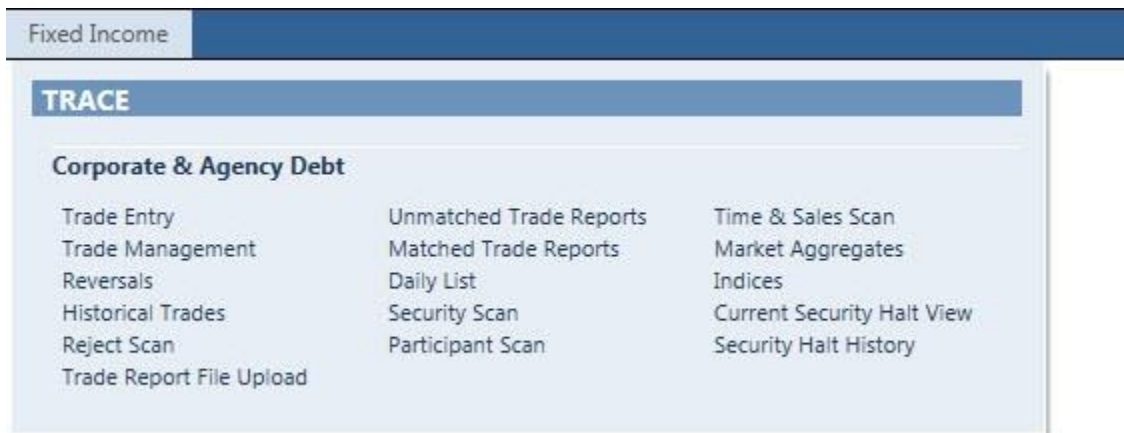 Fixed Income
TRACE
Corporate & Agency Debt
Trade Entry
Trade Management
Reversals
Historical Trades
Reject Scan
Trade Report File Upload
Unmatched Trade Reports
Matched Trade Reports
Daily List
Security Scan
Participant Scan
Time & Sales Scan
Market Aggregates
Indices
Current Security Halt View
Security Halt History